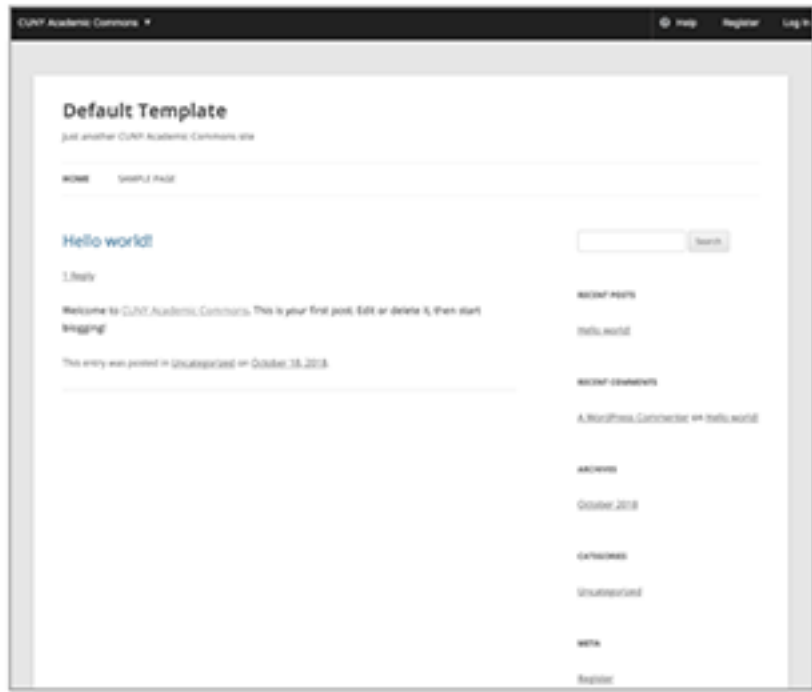 CUNY Academic Commons
Help Register Log In
Default Template
Just another CUNY Academic Commons site
HOME SAMPLE PAGE
Hello world!
1 Reply
Welcome to CUNY Academic Commons. This is your first post. Edit or delete it, then start
blogging!
This entry was posted in Uncategorized on October 18, 2018.
Search
RECENT POSTS
Hello world!
RECENT COMMENTS
A WordPress Commenter on Hello world!
ARCHIVES
October 2018
CATEGORIES
Uncategorized
META
Register